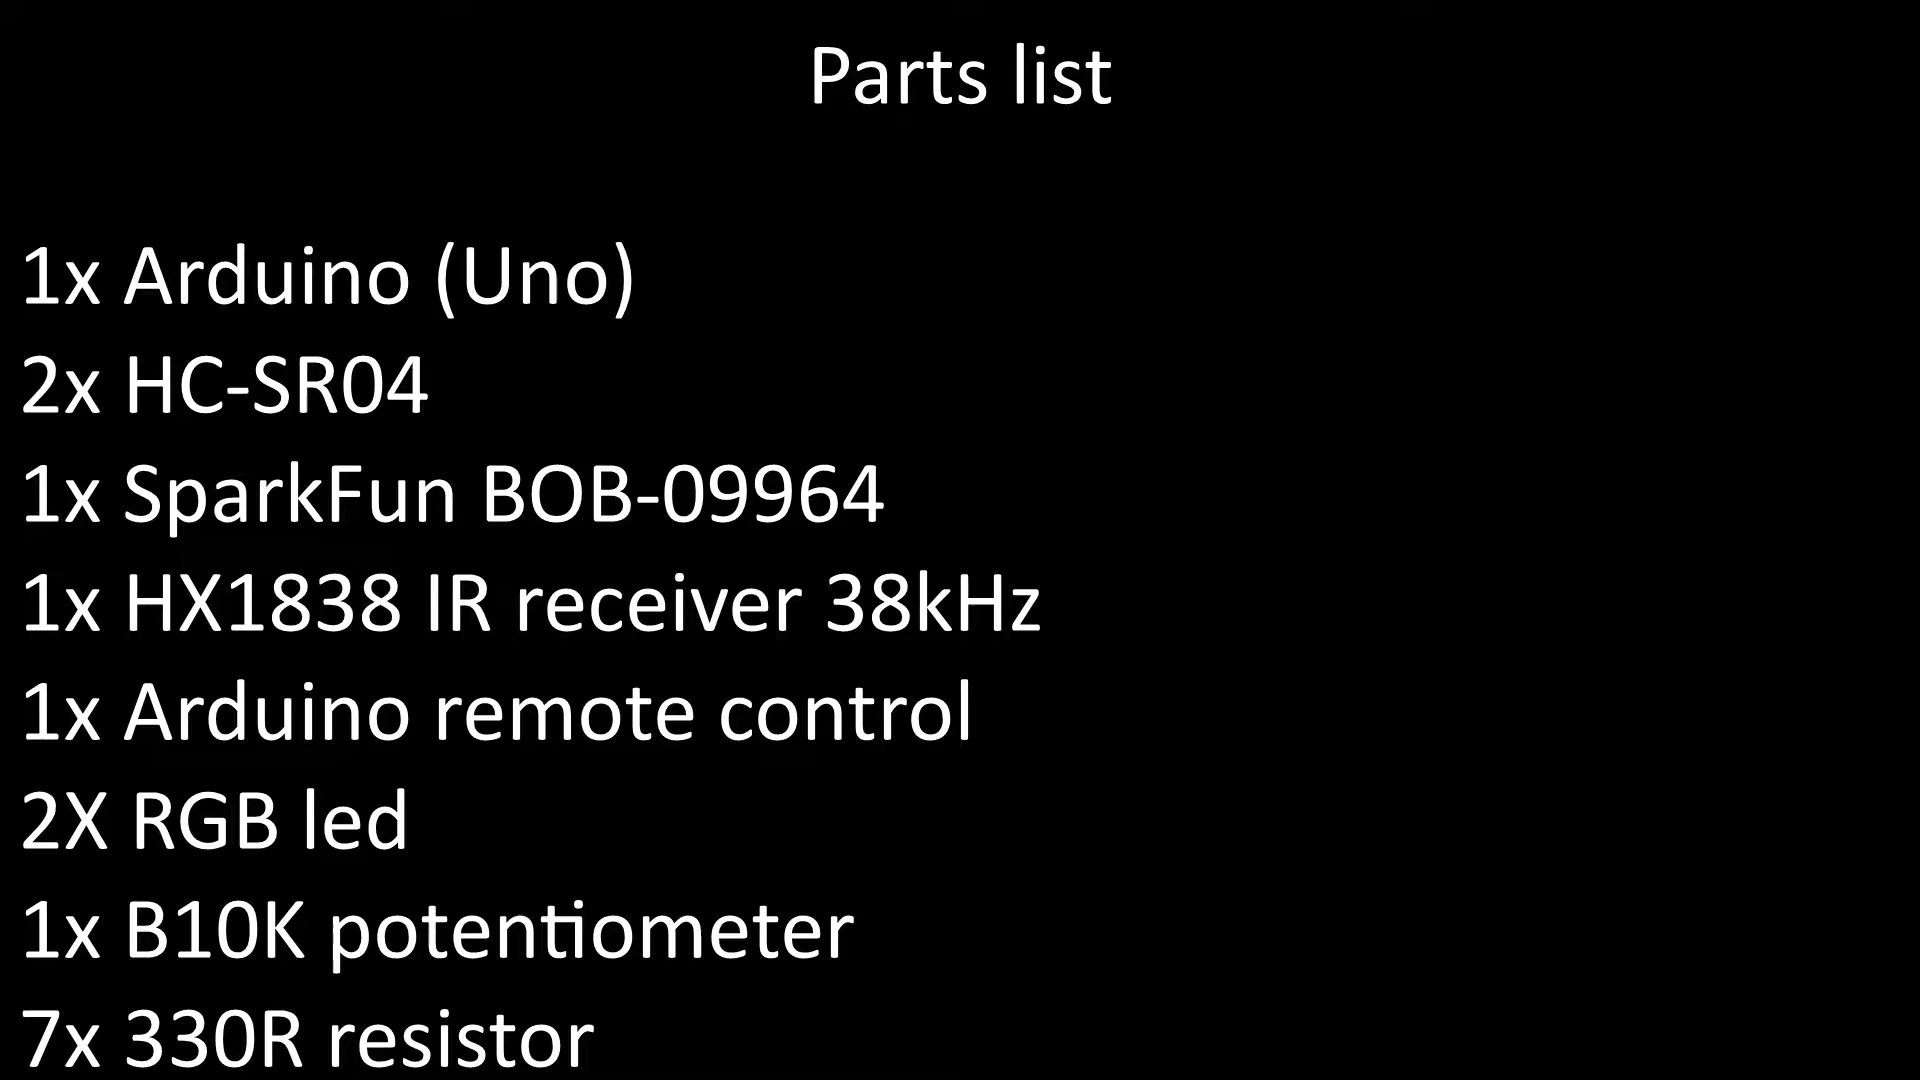 Parts list
1x Arduino (Uno)
2x HC-SR04
1x SparkFun BOB-09964
1x HX1838 IR receiver 38kHz
1x Arduino remote control
2X RGB led
1x B10K potentiometer
7x 330R resistor